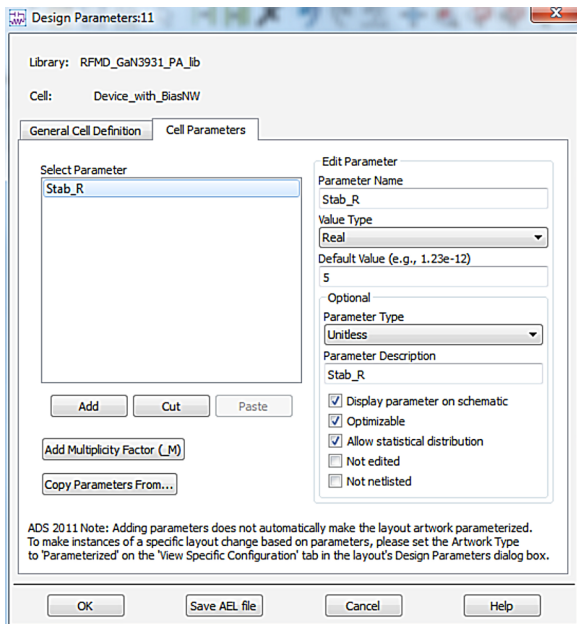 Design Parameters:11
Library: RFMD_GaN3931_PA_lib
Cell: Device_with_BiasNW
General Cell Definition
Cell Parameters
Select Parameter
Stab_R
Add
Cut
Paste
Add Multiplicity Factor (_M)
Copy Parameters From...
Edit Parameter
Parameter Name
Stab_R
Value Type
Real
Default Value (e.g., 1.23e-12)
5
Optional
Parameter Type
Unitless
Parameter Description
Stab_R
Display parameter on schematic
Optimizable
Allow statistical distribution
Not edited
Not netlisted
ADS 2011 Note: Adding parameters does not automatically make the layout artwork parameterized.
To make instances of a specific layout change based on parameters, please set the Artwork Type
to 'Parameterized' on the 'View Specific Configuration' tab in the layout's Design Parameters dialog box.
OK
Save AEL file
Cancel
Help